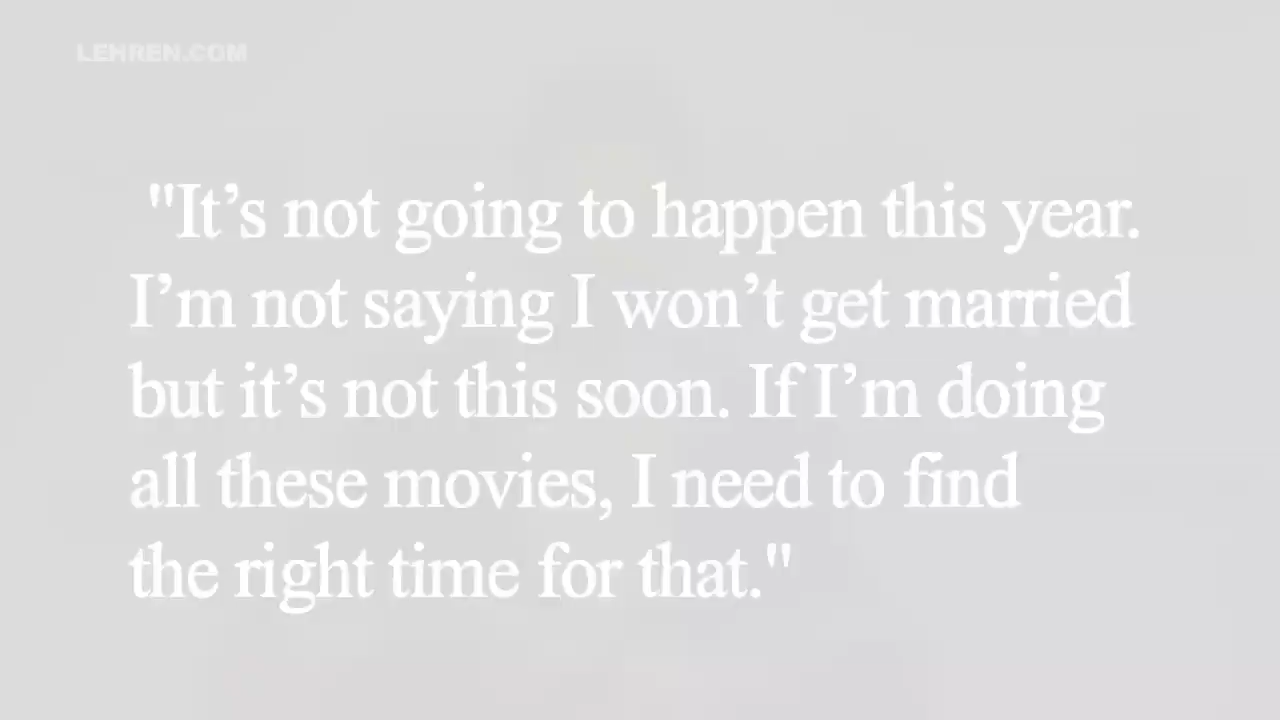 LEHREN.COM
"It’s not going to happen this year.
I’m not saying I won’t get married
but it’s not this soon. If I’m doing
all these movies, I need to find
the right time for that."